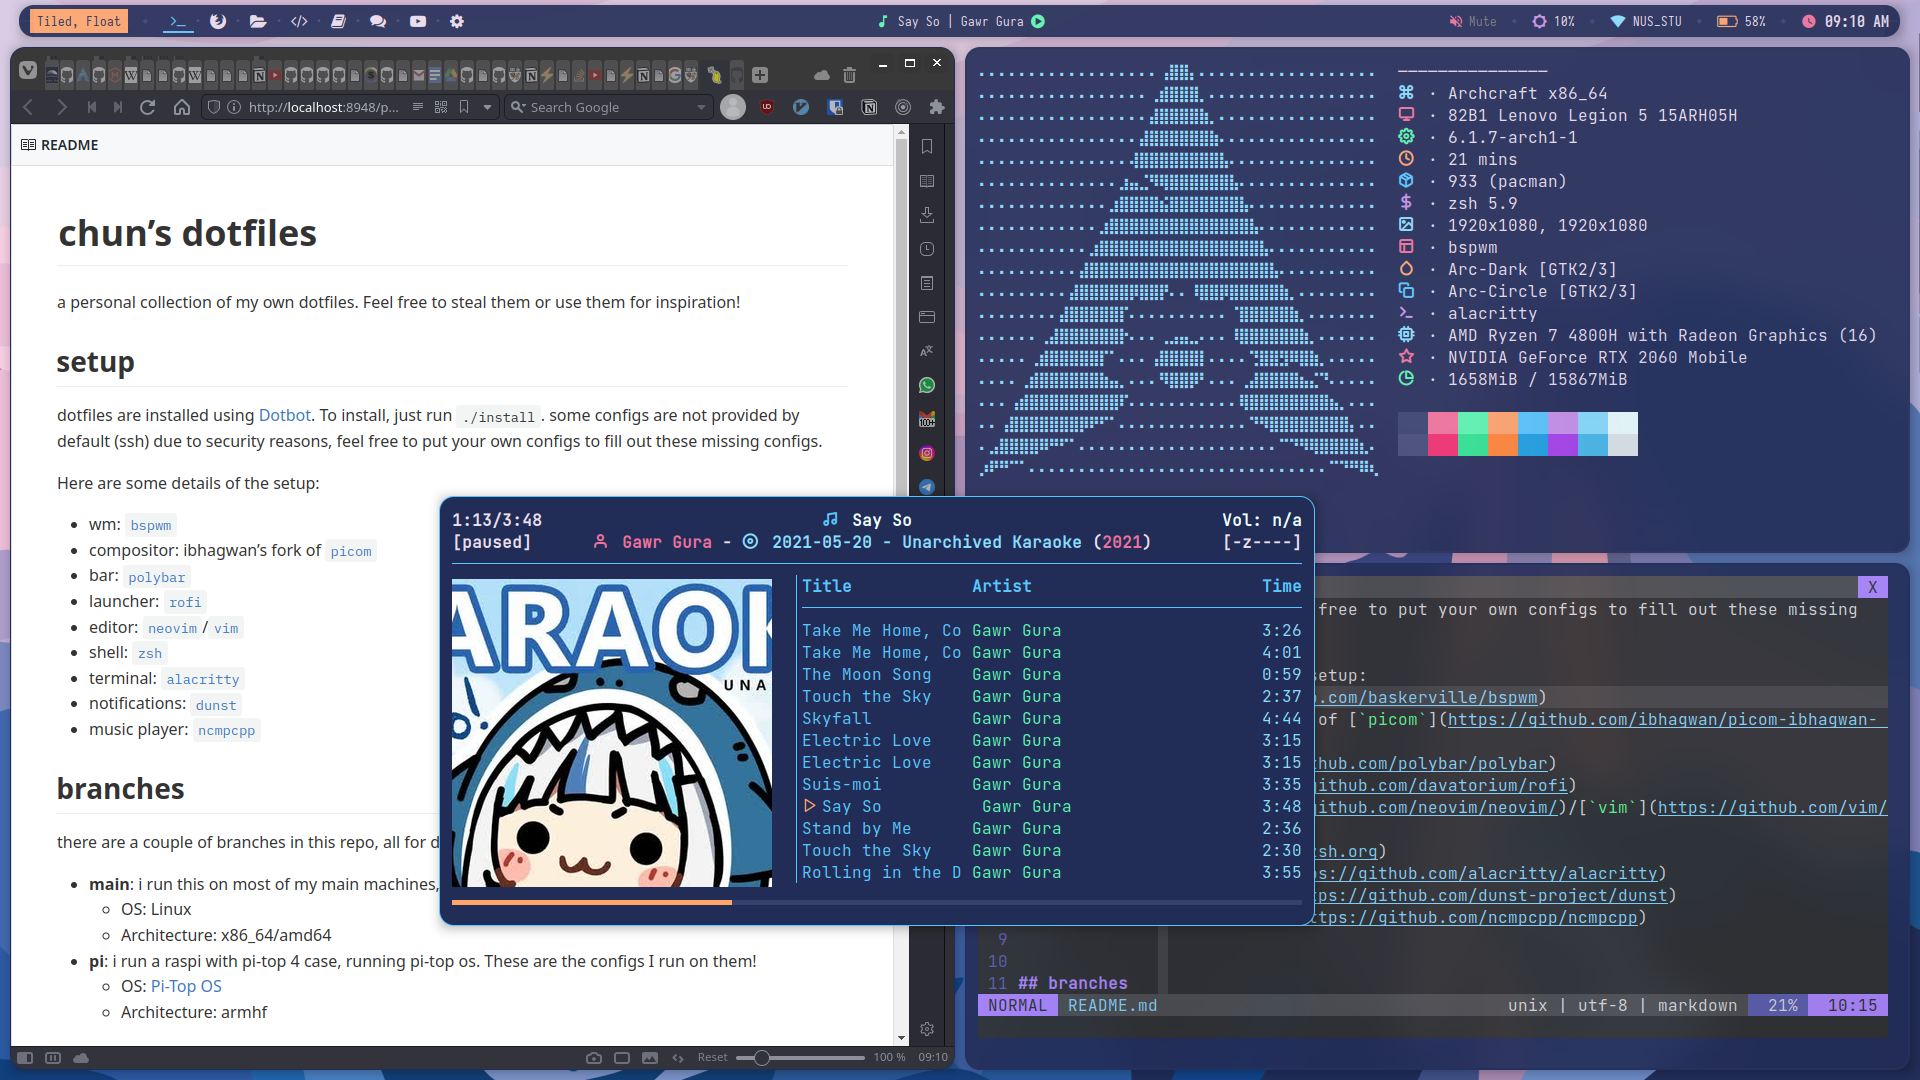 Tiled, Float
Say So | Gawr Gura
Mute
10%
NUS_STU
58%
09:10 AM
http://localhost:8948/p...
Search Google
README
chun's dotfiles
a personal collection of my own dotfiles. Feel free to steal them or use them for inspiration!
setup
dotfiles are installed using Dotbot. To install, just run ./install. some configs are not provided by
default (ssh) due to security reasons, feel free to put your own configs to fill out these missing configs.
Here are some details of the setup:
• wm: bspwm
• compositor: ibhagwan's fork of picom
• bar: polybar
• launcher: rofi
• editor: neovim / vim
• shell: zsh
• terminal: alacritty
• notifications: dunst
• music player: ncmpcpp
branches
there are a couple of branches in this repo, all for d
• main: i run this on most of my main machines,
◦ OS: Linux
◦ Architecture: x86_64/amd64
• pi: i run a raspi with pi-top 4 case, running pi-top os. These are the configs I run on them!
◦ OS: Pi-Top OS
◦ Architecture: armhf
Reset
100 %
09:10
· Archcraft x86_64
· 82B1 Lenovo Legion 5 15ARH05H
· 6.1.7-arch1-1
· 21 mins
· 933 (pacman)
· zsh 5.9
· 1920x1080, 1920x1080
· bspwm
· Arc-Dark [GTK2/3]
· Arc-Circle [GTK2/3]
· alacritty
· AMD Ryzen 7 4800H with Radeon Graphics (16)
· NVIDIA GeForce RTX 2060 Mobile
· 1658MiB / 15867MiB
1:13/3:48 Say So Vol: n/a
[paused] Gawr Gura - 2021-05-20 - Unarchived Karaoke (2021) [-z----]
ARAOK
UNA
Title Artist Time
Take Me Home, Co Gawr Gura 3:26
Take Me Home, Co Gawr Gura 4:01
The Moon Song Gawr Gura 0:59
Touch the Sky Gawr Gura 2:37
Skyfall Gawr Gura 4:44
Electric Love Gawr Gura 3:15
Electric Love Gawr Gura 3:15
Suis-moi Gawr Gura 3:35
Say So Gawr Gura 3:48
Stand by Me Gawr Gura 2:36
Touch the Sky Gawr Gura 2:30
Rolling in the D Gawr Gura 3:55
X
free to put your own configs to fill out these missing
setup:
.com/baskerville/bspwm)
of [`picom`](https://github.com/ibhagwan/picom-ibhagwan-
thub.com/polybar/polybar)
github.com/davatorium/rofi)
github.com/neovim/neovim/)/[`vim`](https://github.com/vim/
zsh.org)
ps://github.com/alacritty/alacritty)
tps://github.com/dunst-project/dunst)
ttps://github.com/ncmpcpp/ncmpcpp)
9
10
11 ## branches
NORMAL README.md unix | utf-8 | markdown 21% 10:15